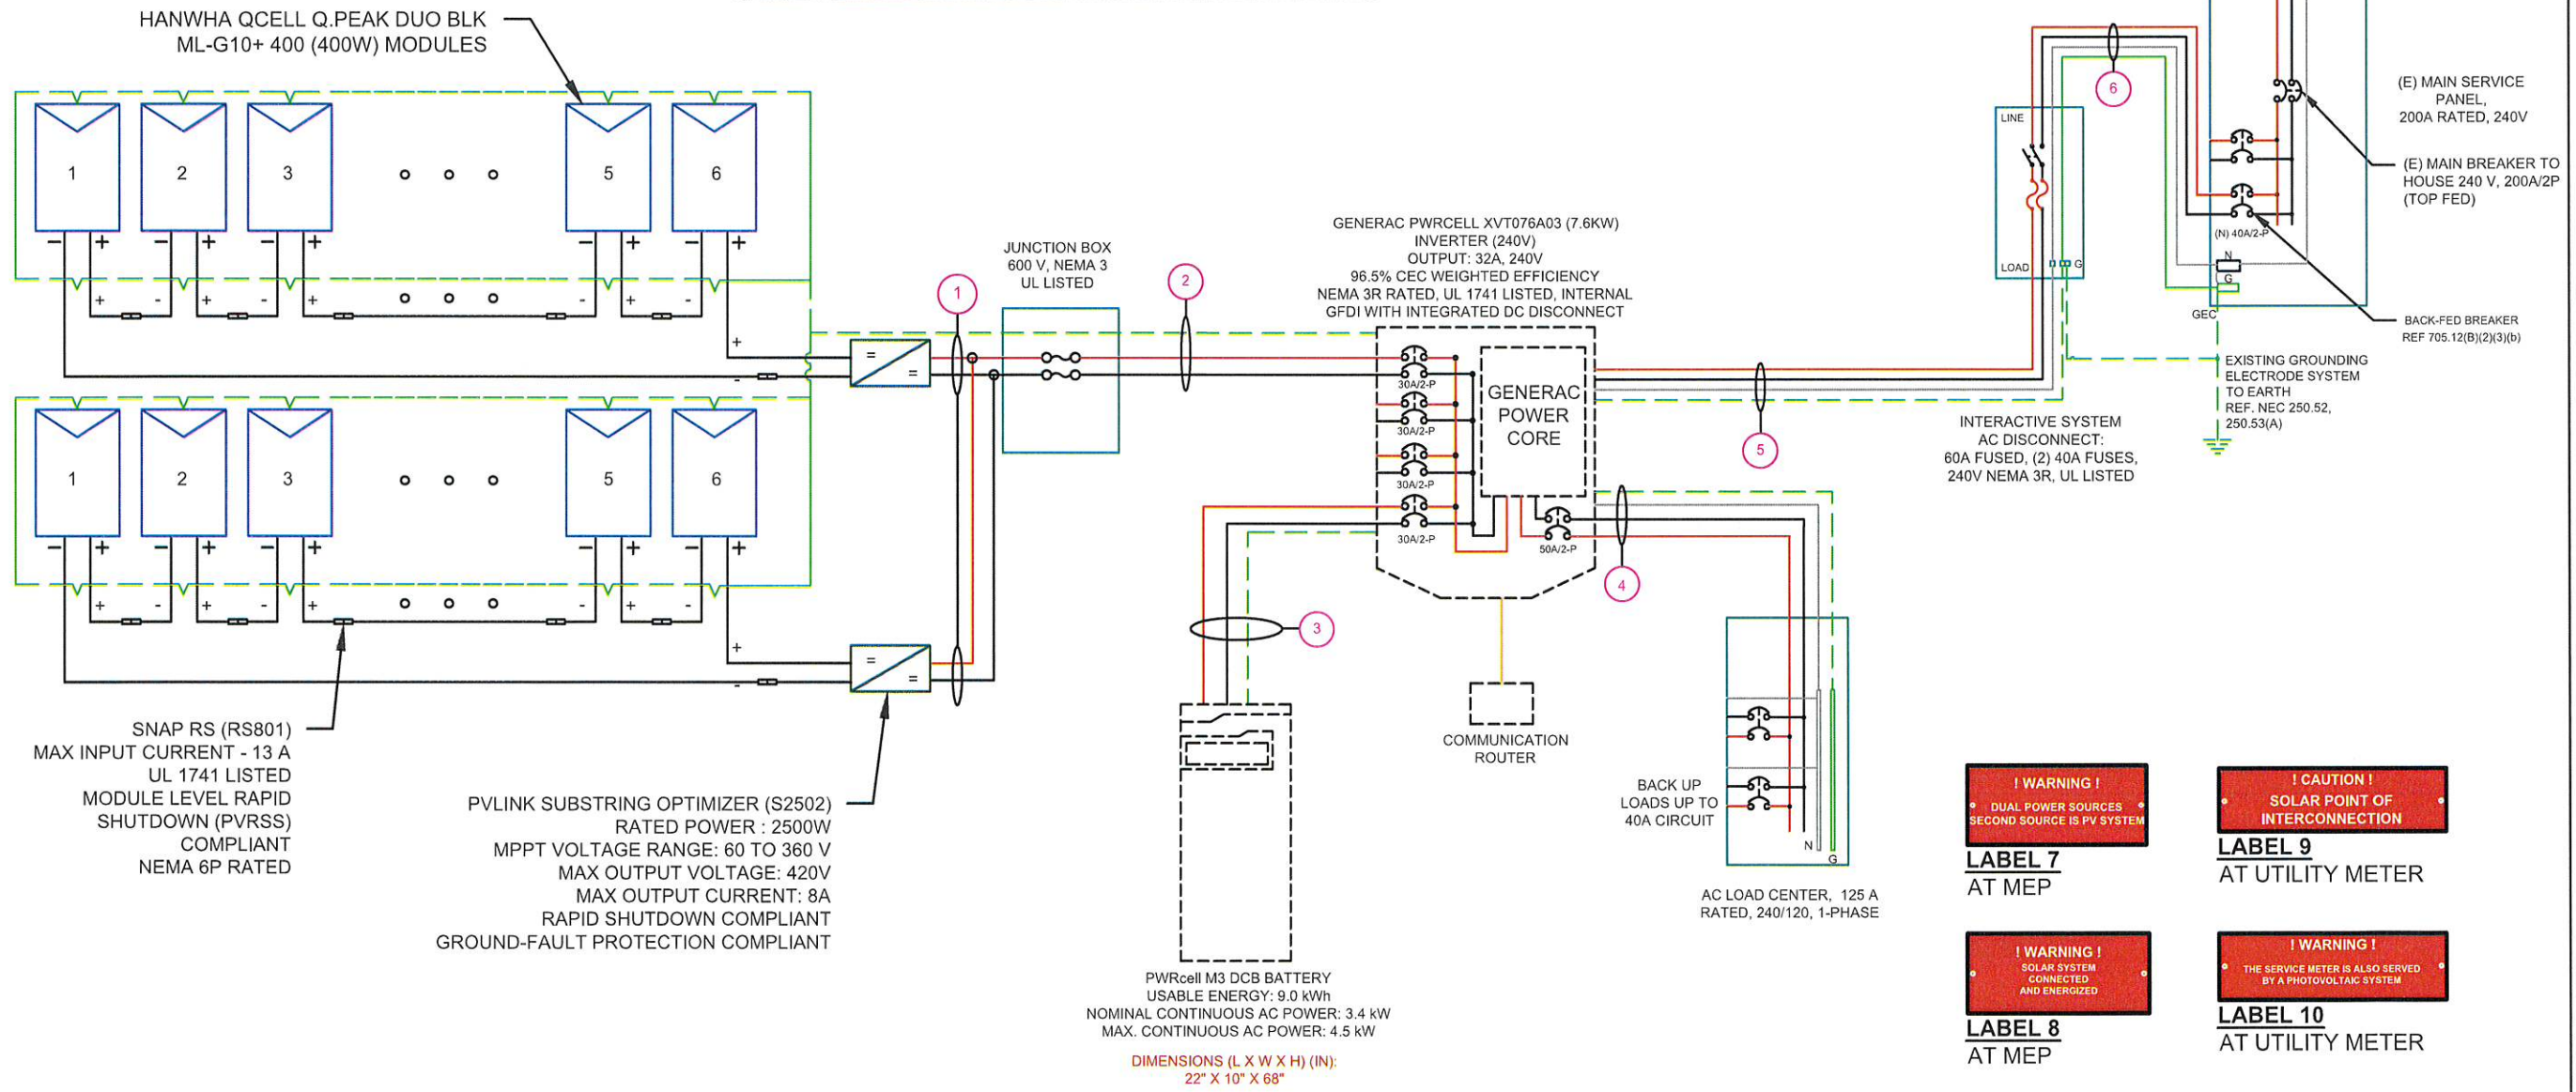 HANWHA QCELL Q.PEAK DUO BLK
ML-G10+ 400 (400W) MODULES
1
2
3
5
6
- +
- +
- +
- +
- +
+ - + - + - + -
+
-
1
2
3
5
6
- +
- +
- +
- +
- +
+ - + - + - + -
+
-
=
=
=
=
SNAP RS (RS801)
MAX INPUT CURRENT - 13 A
UL 1741 LISTED
MODULE LEVEL RAPID
SHUTDOWN (PVRSS)
COMPLIANT
NEMA 6P RATED
PVLINK SUBSTRING OPTIMIZER (S2502)
RATED POWER : 2500W
MPPT VOLTAGE RANGE: 60 TO 360 V
MAX OUTPUT VOLTAGE: 420V
MAX OUTPUT CURRENT: 8A
RAPID SHUTDOWN COMPLIANT
GROUND-FAULT PROTECTION COMPLIANT
1
JUNCTION BOX
600 V, NEMA 3
UL LISTED
2
GENERAC PWRCELL XVT076A03 (7.6KW)
INVERTER (240V)
OUTPUT: 32A, 240V
96.5% CEC WEIGHTED EFFICIENCY
NEMA 3R RATED, UL 1741 LISTED, INTERNAL
GFDI WITH INTEGRATED DC DISCONNECT
30A/2-P
30A/2-P
30A/2-P
30A/2-P
GENERAC
POWER
CORE
50A/2-P
3
4
5
6
COMMUNICATION
ROUTER
PWRcell M3 DCB BATTERY
USABLE ENERGY: 9.0 kWh
NOMINAL CONTINUOUS AC POWER: 3.4 kW
MAX. CONTINUOUS AC POWER: 4.5 kW
DIMENSIONS (L X W X H) (IN):
22" X 10" X 68"
BACK UP
LOADS UP TO
40A CIRCUIT
N
G
AC LOAD CENTER, 125 A
RATED, 240/120, 1-PHASE
LINE
LOAD
G
INTERACTIVE SYSTEM
AC DISCONNECT:
60A FUSED, (2) 40A FUSES,
240V NEMA 3R, UL LISTED
(E) MAIN SERVICE
PANEL,
200A RATED, 240V
(E) MAIN BREAKER TO
HOUSE 240 V, 200A/2P
(TOP FED)
(N) 40A/2-P
N
G
GEC
BACK-FED BREAKER
REF 705.12(B)(2)(3)(b)
EXISTING GROUNDING
ELECTRODE SYSTEM
TO EARTH
REF. NEC 250.52,
250.53(A)
! WARNING !
DUAL POWER SOURCES
SECOND SOURCE IS PV SYSTEM
LABEL 7
AT MEP
! CAUTION !
SOLAR POINT OF
INTERCONNECTION
LABEL 9
AT UTILITY METER
! WARNING !
SOLAR SYSTEM
CONNECTED
AND ENERGIZED
LABEL 8
AT MEP
! WARNING !
THE SERVICE METER IS ALSO SERVED
BY A PHOTOVOLTAIC SYSTEM
LABEL 10
AT UTILITY METER